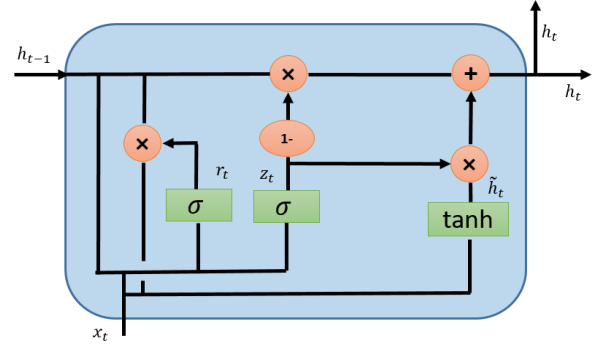 h_t
h_{t-1}
×
+
h_t
×
1-
×
r_t
z_t
h̃_t
σ
σ
tanh
x_t